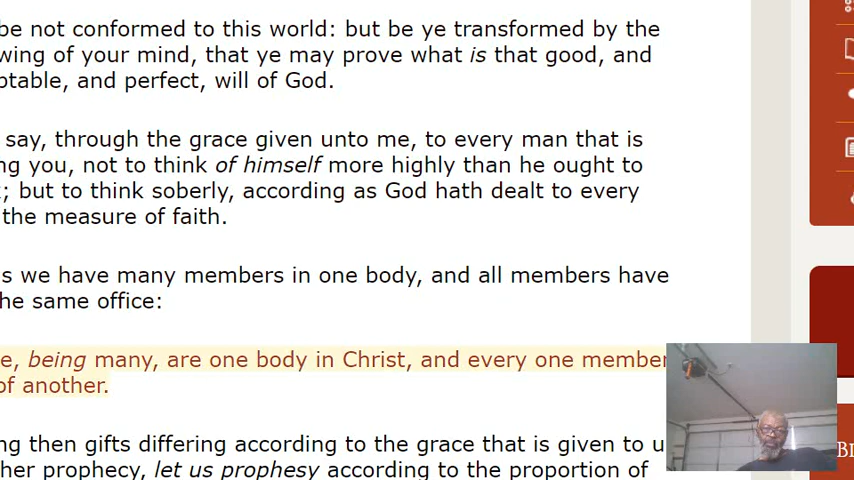 be not conformed to this world: but be ye transformed by the
wing of your mind, that ye may prove what is that good, and
ptable, and perfect, will of God.
say, through the grace given unto me, to every man that is
ng you, not to think of himself more highly than he ought to
; but to think soberly, according as God hath dealt to every
the measure of faith.
s we have many members in one body, and all members have
he same office:
e, being many, are one body in Christ, and every one member
of another.
ng then gifts differing according to the grace that is given to u
her prophecy, let us prophesy according to the proportion of